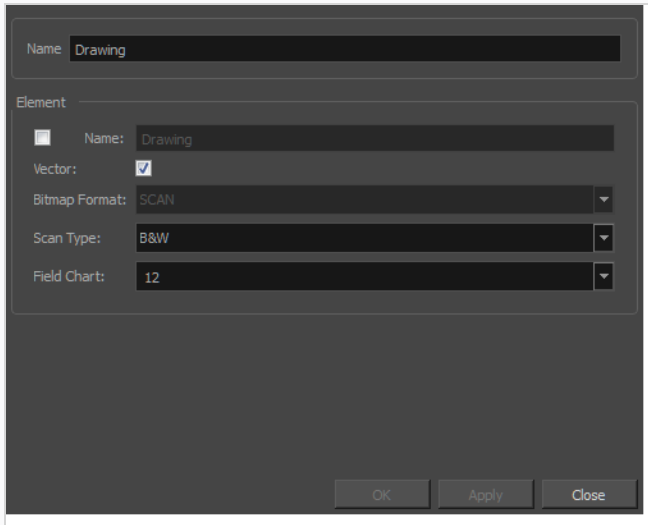 Name Drawing
Element
Name: Drawing
Vector:
Bitmap Format: SCAN
Scan Type: B&W
Field Chart: 12
OK Apply Close